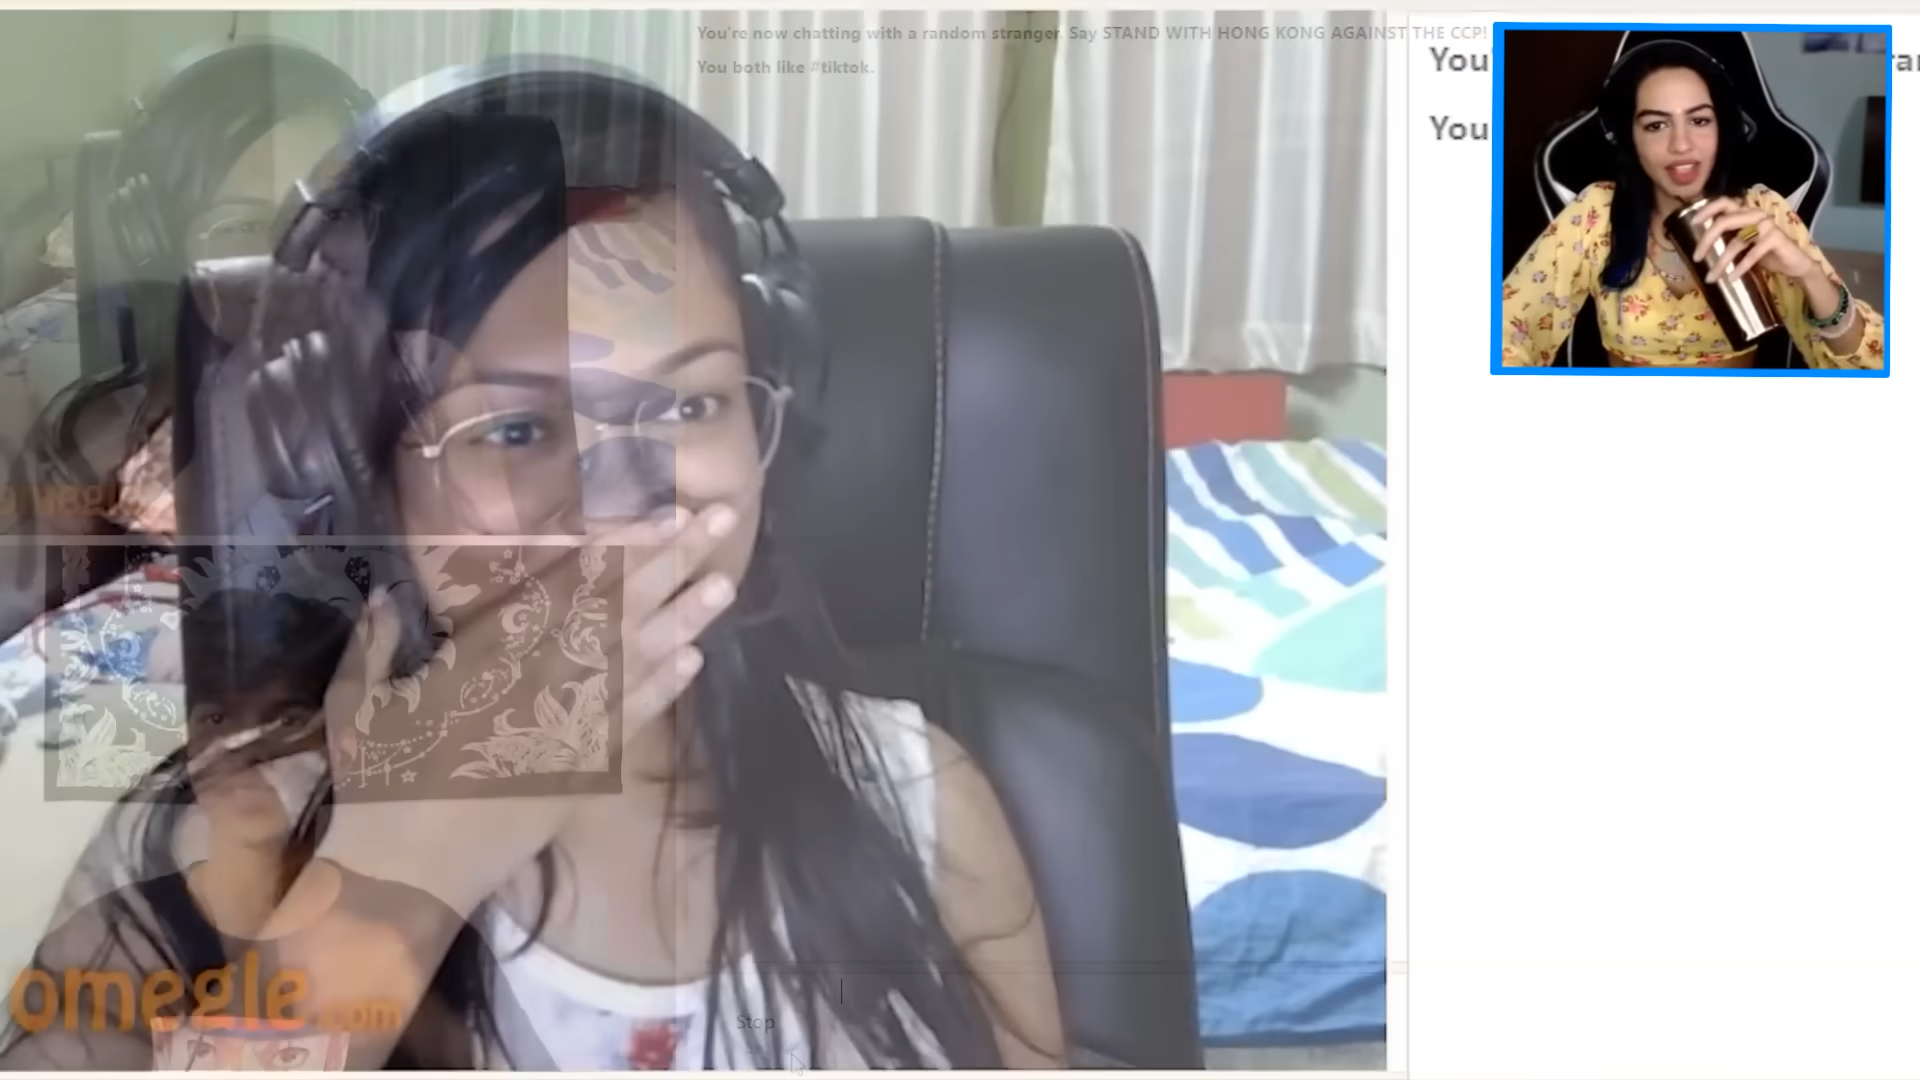 You're now chatting with a random stranger. Say STAND WITH HONG KONG AGAINST THE CCP!
You both like #tiktok.
You
You
omegle
omegle.com
Stop